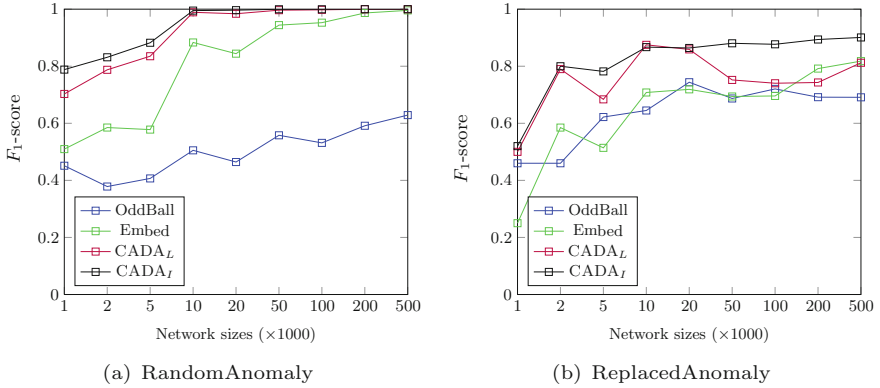 1
0.8
0.6
0.4
0.2
0
F1-score
OddBall
Embed
CADAL
CADAI
1 2 5 10 20 50 100 200 500
Network sizes (×1000)
(a) RandomAnomaly
1
0.8
0.6
0.4
0.2
0
F1-score
OddBall
Embed
CADAL
CADAI
1 2 5 10 20 50 100 200 500
Network sizes (×1000)
(b) ReplacedAnomaly